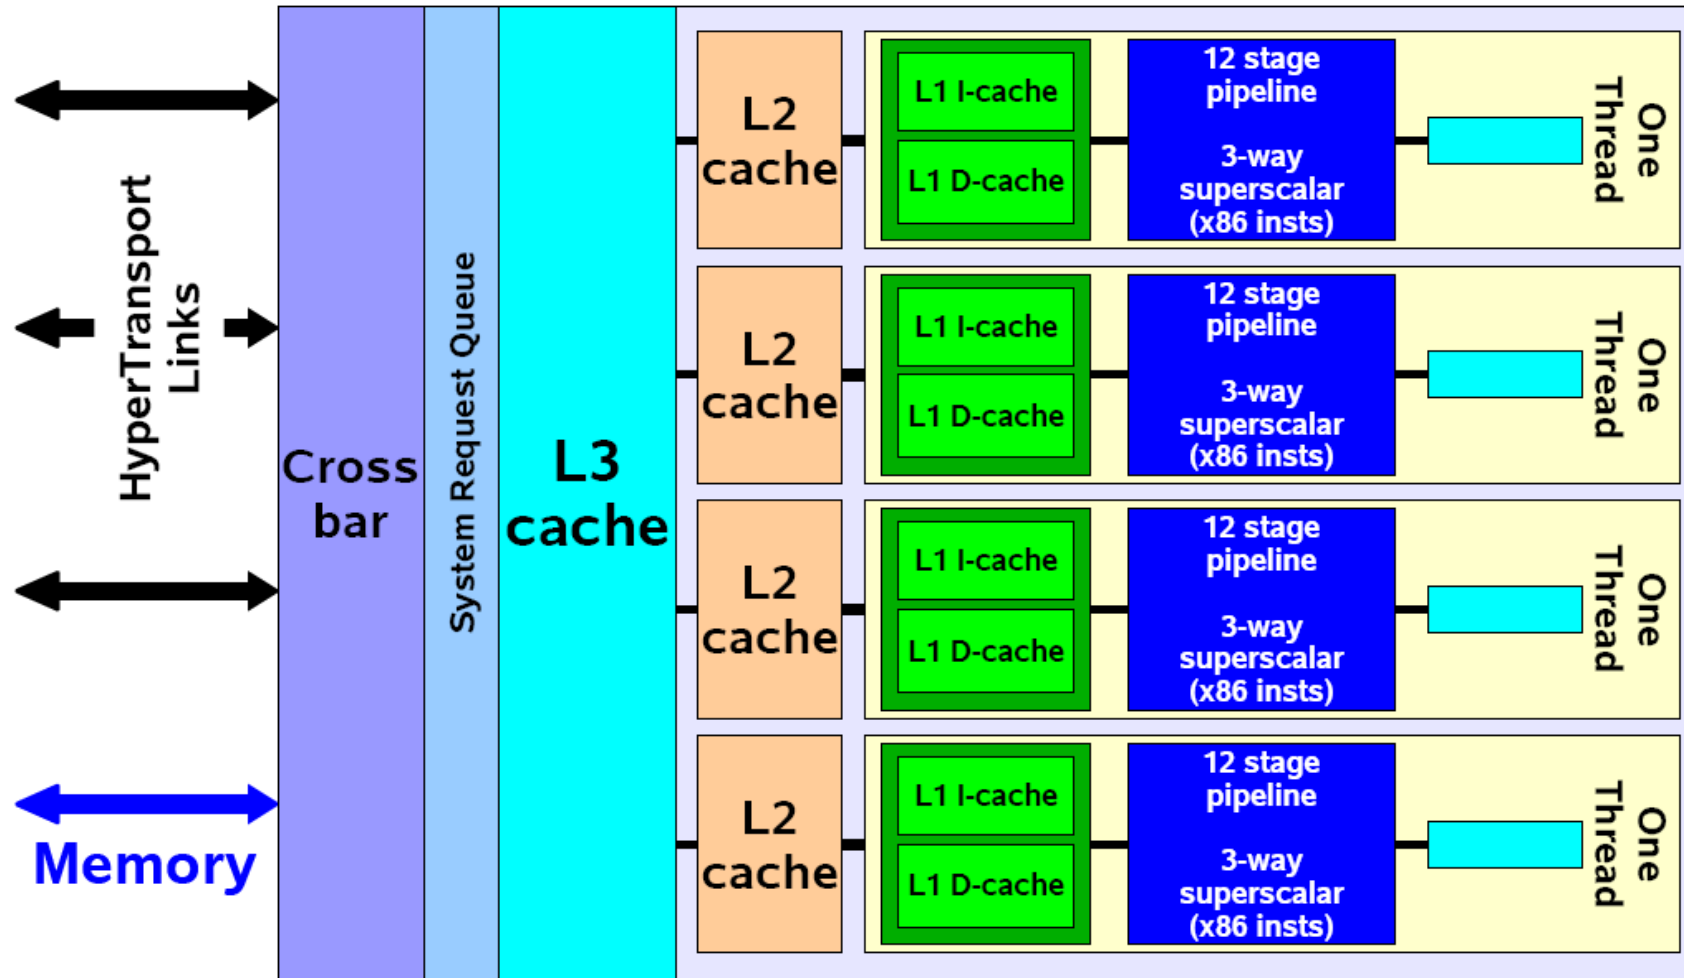 HyperTransport
Links
Memory
Cross
bar
System Request Queue
L3
cache
L2
cache
L1 I-cache
L1 D-cache
12 stage
pipeline
3-way
superscalar
(x86 insts)
One
Thread
L2
cache
L1 I-cache
L1 D-cache
12 stage
pipeline
3-way
superscalar
(x86 insts)
One
Thread
L2
cache
L1 I-cache
L1 D-cache
12 stage
pipeline
3-way
superscalar
(x86 insts)
One
Thread
L2
cache
L1 I-cache
L1 D-cache
12 stage
pipeline
3-way
superscalar
(x86 insts)
One
Thread